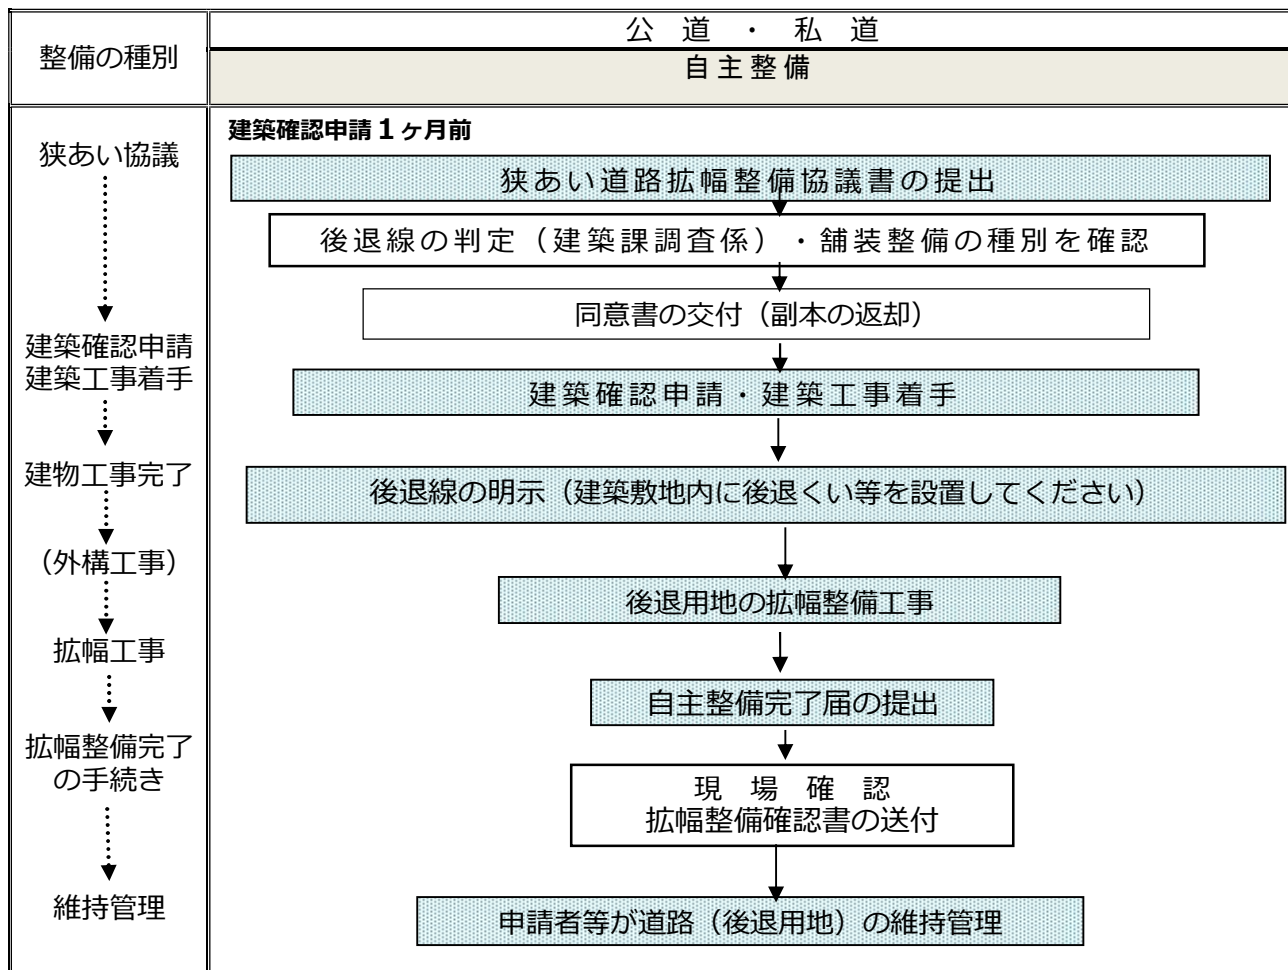 整備の種別
公道・私道
自主整備
狭あい協議
建築確認申請
建築工事着手
建物工事完了
（外構工事）
拡幅工事
拡幅整備完了
の手続き
維持管理
建築確認申請１ヶ月前
狭あい道路拡幅整備協議書の提出
後退線の判定（建築課調査係）・舗装整備の種別を確認
同意書の交付（副本の返却）
建築確認申請・建築工事着手
後退線の明示（建築敷地内に後退くい等を設置してください）
後退用地の拡幅整備工事
自主整備完了届の提出
現場確認
拡幅整備確認書の送付
申請者等が道路（後退用地）の維持管理